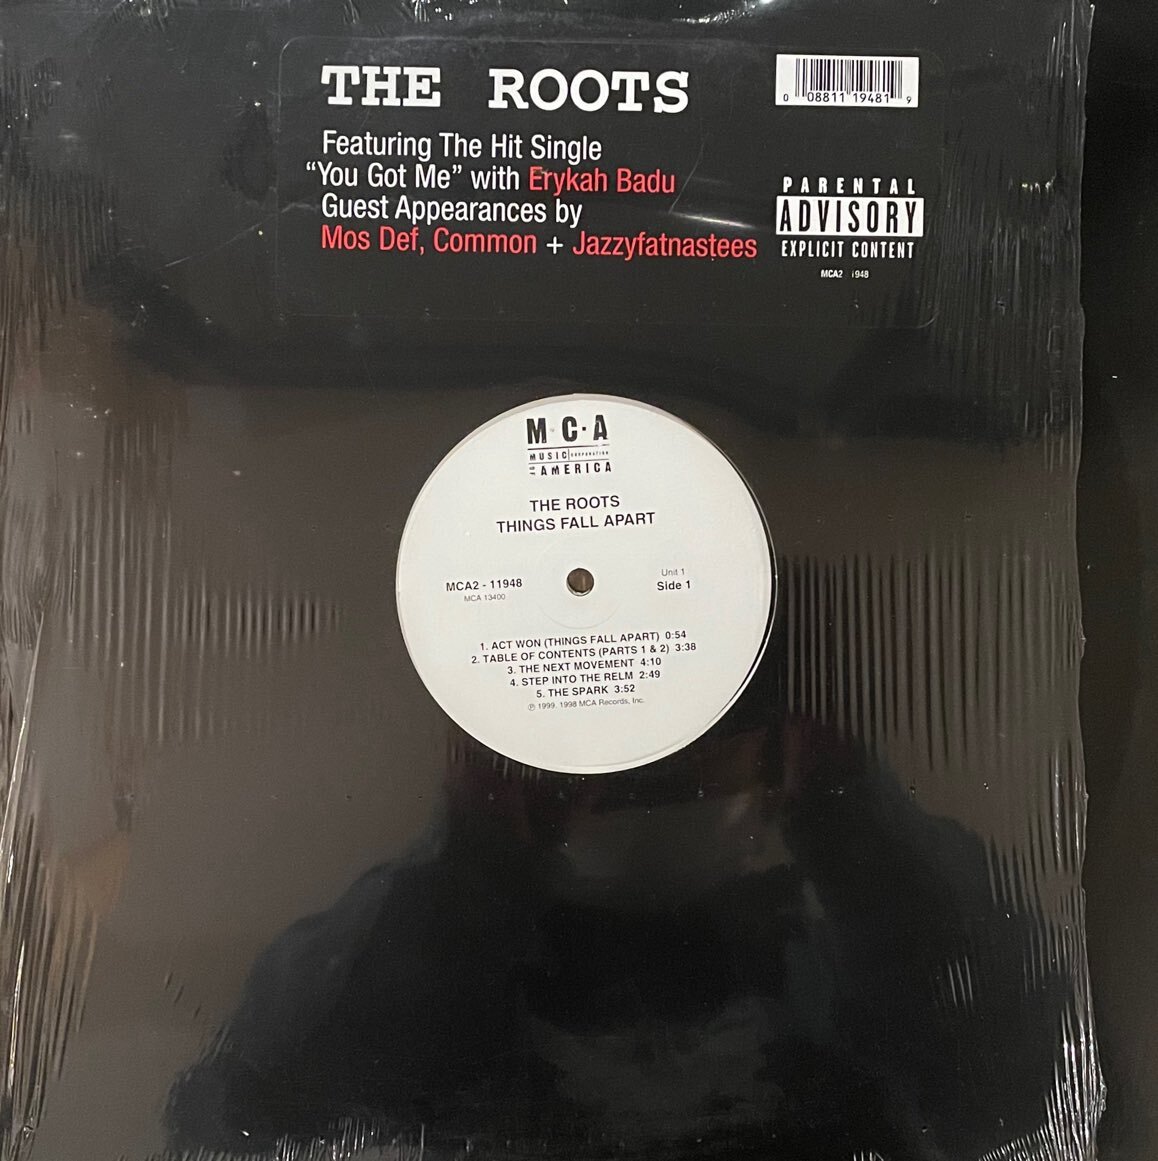 THE ROOTS
Featuring The Hit Single
“You Got Me” with Erykah Badu
Guest Appearances by
Mos Def, Common + Jazzyfatnastees
0 08811 19481 9
PARENTAL
ADVISORY
EXPLICIT CONTENT
MCA2 1948
M·C·A
MUSIC CORPORATION
OF AMERICA
THE ROOTS
THINGS FALL APART
MCA2 - 11948
MCA 13400
Unit 1
Side 1
1. ACT WON (THINGS FALL APART) 0:54
2. TABLE OF CONTENTS (PARTS 1 & 2) 3:38
3. THE NEXT MOVEMENT 4:10
4. STEP INTO THE RELM 2:49
5. THE SPARK 3:52
℗ 1999, 1998 MCA Records, Inc.